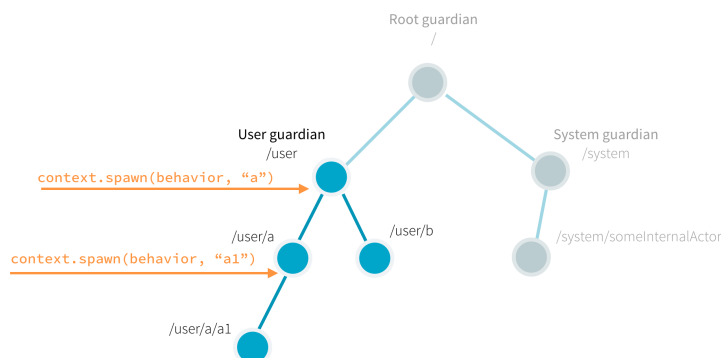 Root guardian
/
User guardian
/user
System guardian
/system
context.spawn(behavior, “a”)
/user/a
/user/b
/system/someInternalActor
context.spawn(behavior, “a1”)
/user/a/a1